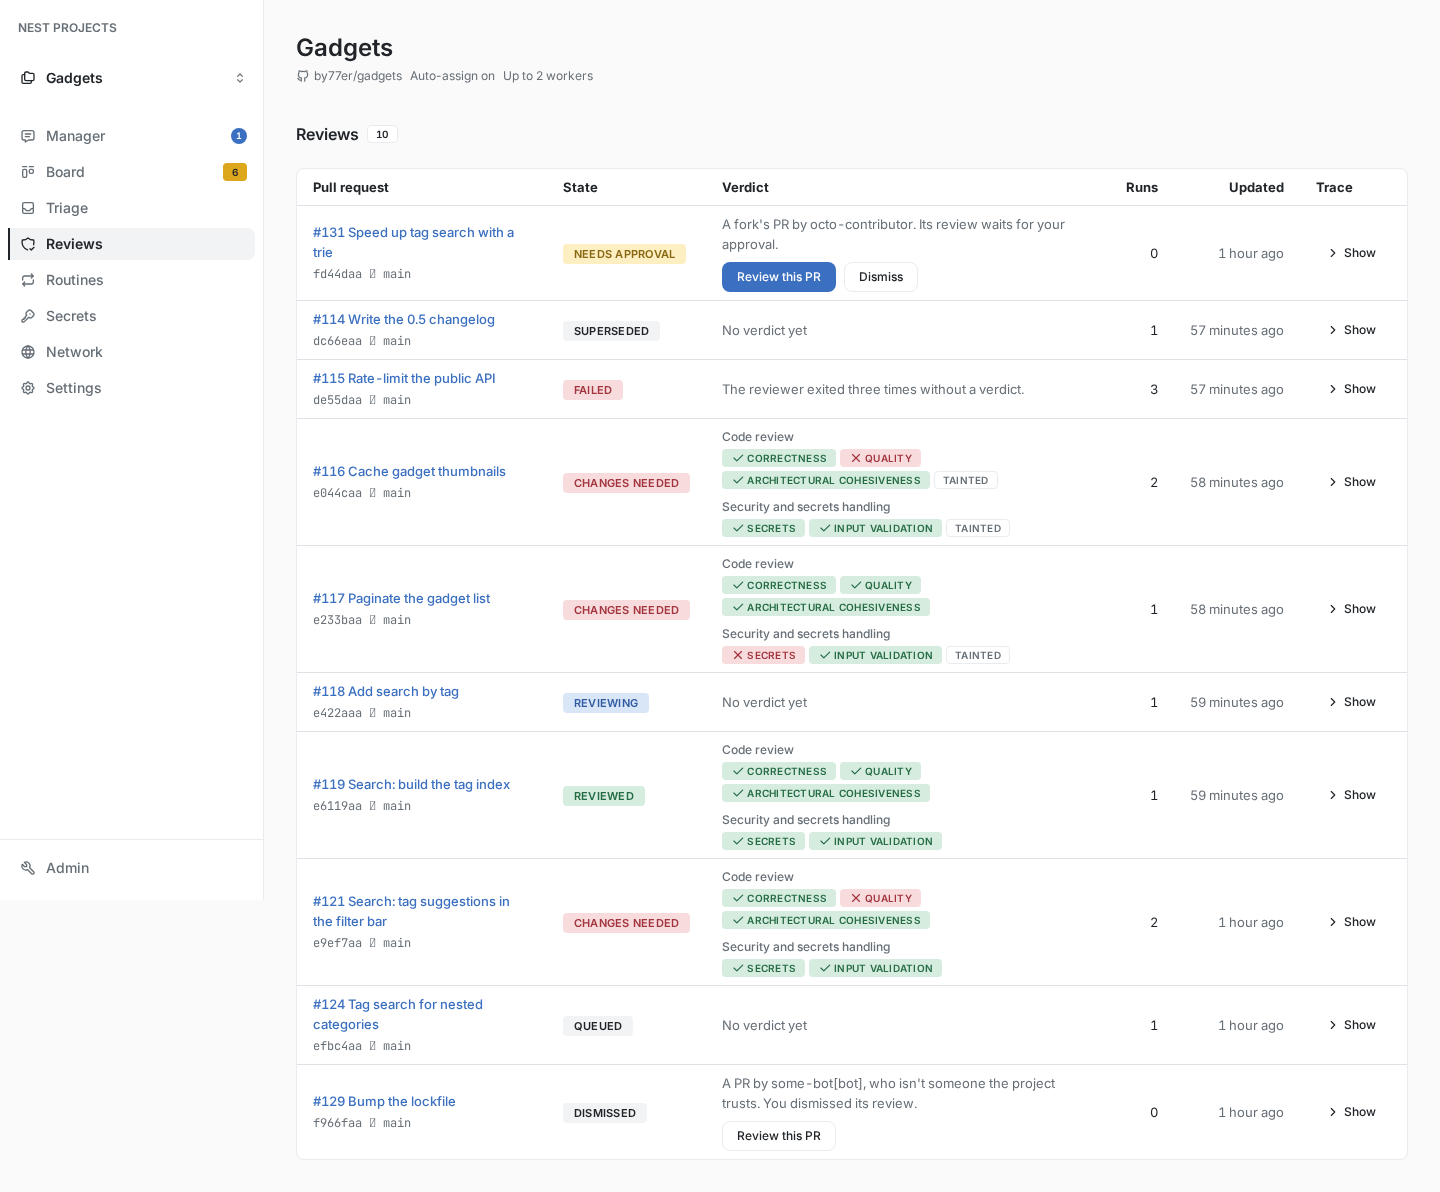 NEST PROJECTS
Gadgets
Manager 1
Board 6
Triage
Reviews
Routines
Secrets
Network
Settings
Admin
Gadgets
by77er/gadgets Auto-assign on Up to 2 workers
Reviews 10
Pull request State Verdict Runs Updated Trace
#131 Speed up tag search with a
trie
fd44daa main
NEEDS APPROVAL
A fork's PR by octo-contributor. Its review waits for your
approval.
Review this PR Dismiss
0 1 hour ago Show
#114 Write the 0.5 changelog
dc66eaa main
SUPERSEDED
No verdict yet
1 57 minutes ago Show
#115 Rate-limit the public API
de55daa main
FAILED
The reviewer exited three times without a verdict.
3 57 minutes ago Show
#116 Cache gadget thumbnails
e044caa main
CHANGES NEEDED
Code review
CORRECTNESS QUALITY
ARCHITECTURAL COHESIVENESS TAINTED
Security and secrets handling
SECRETS INPUT VALIDATION TAINTED
2 58 minutes ago Show
#117 Paginate the gadget list
e233baa main
CHANGES NEEDED
Code review
CORRECTNESS QUALITY
ARCHITECTURAL COHESIVENESS
Security and secrets handling
SECRETS INPUT VALIDATION TAINTED
1 58 minutes ago Show
#118 Add search by tag
e422aaa main
REVIEWING
No verdict yet
1 59 minutes ago Show
#119 Search: build the tag index
e6119aa main
REVIEWED
Code review
CORRECTNESS QUALITY
ARCHITECTURAL COHESIVENESS
Security and secrets handling
SECRETS INPUT VALIDATION
1 59 minutes ago Show
#121 Search: tag suggestions in
the filter bar
e9ef7aa main
CHANGES NEEDED
Code review
CORRECTNESS QUALITY
ARCHITECTURAL COHESIVENESS
Security and secrets handling
SECRETS INPUT VALIDATION
2 1 hour ago Show
#124 Tag search for nested
categories
efbc4aa main
QUEUED
No verdict yet
1 1 hour ago Show
#129 Bump the lockfile
f966faa main
DISMISSED
A PR by some-bot[bot], who isn't someone the project
trusts. You dismissed its review.
Review this PR
0 1 hour ago Show